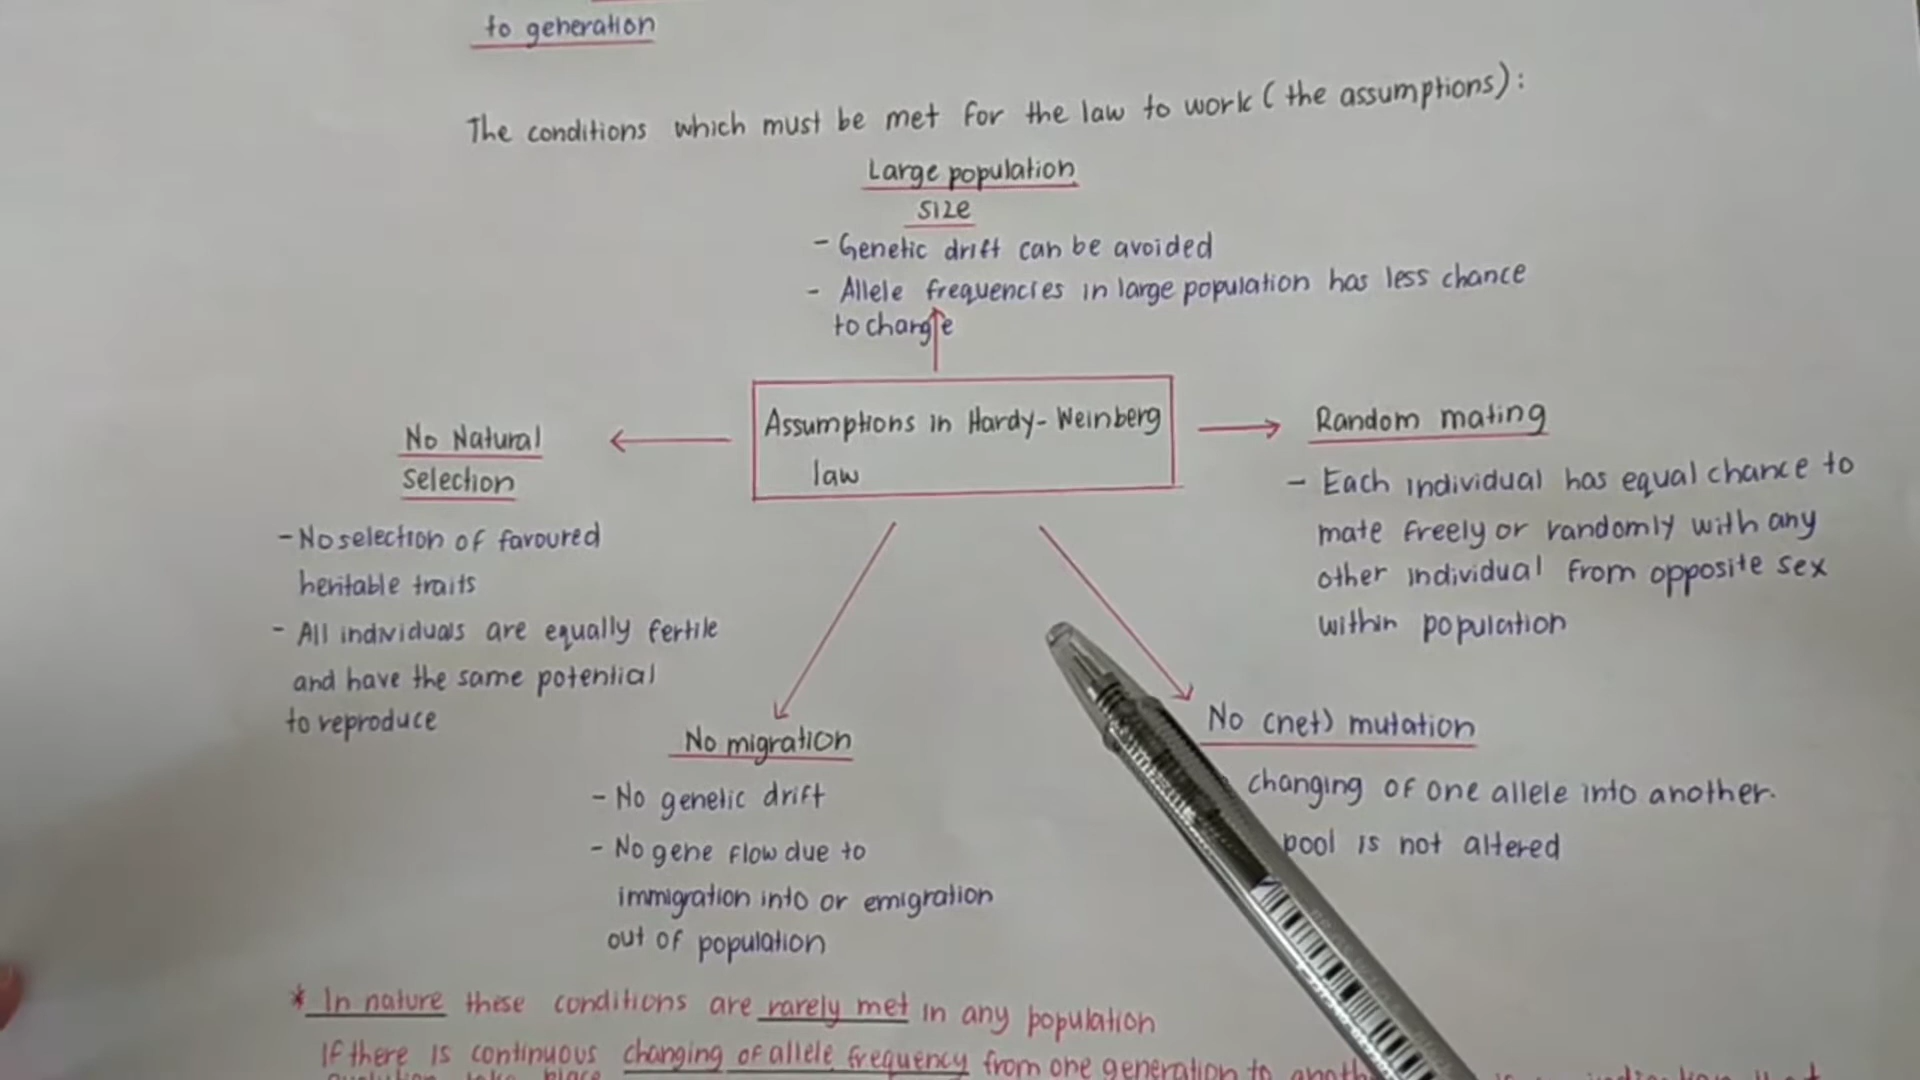 to generation
The conditions which must be met for the law to work (the assumptions):
Large population
size
- Genetic drift can be avoided
- Allele frequencies in large population has less chance
to change
Assumptions in Hardy-Weinberg
law
No Natural
selection
- No selection of favoured
heritable traits
- All individuals are equally fertile
and have the same potential
to reproduce
Random mating
- Each individual has equal chance to
mate freely or randomly with any
other individual from opposite sex
within population
No migration
- No genetic drift
- No gene flow due to
immigration into or emigration
out of population
No (net) mutation
changing of one allele into another.
pool is not altered
* In nature these conditions are rarely met in any population
If there is continuous changing of allele frequency from one generation to